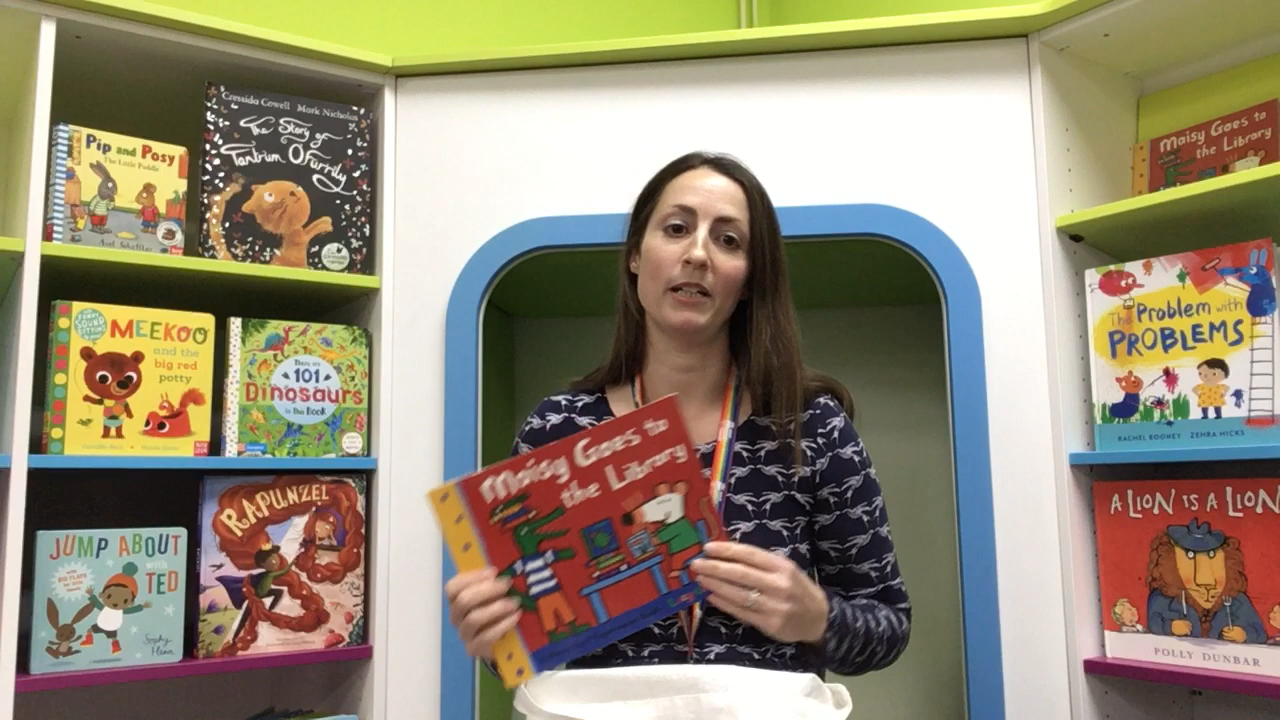 Pip and Posy
The Little Puddle
Axel Scheffler
Cressida Cowell Mark Nicholas
The Story of
Tantrum O'Furrily
MEEKOO
and the
big red
potty
There are
101
Dinosaurs
in this Book
JUMP ABOUT
with
TED
Sophy
Henn
RAPUNZEL
Maisy Goes to
the Library
Maisy Goes to
the Library
The Problem with
PROBLEMS
RACHEL ROONEY ZEHRA HICKS
A LION IS A LION
POLLY DUNBAR